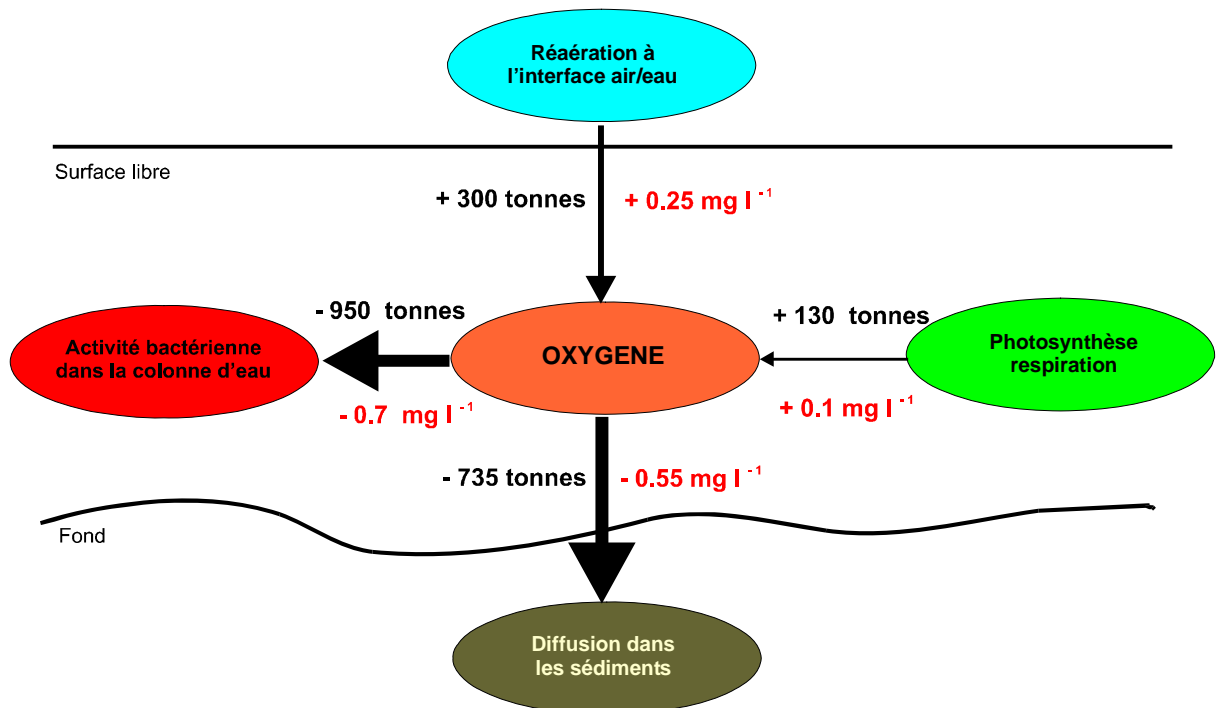 Réaération à
l'interface air/eau
Surface libre
+ 300 tonnes + 0.25 mg l ⁻¹
- 950 tonnes
+ 130 tonnes
Activité bactérienne
dans la colonne d'eau
OXYGENE
Photosynthèse
respiration
- 0.7 mg l ⁻¹
+ 0.1 mg l ⁻¹
- 735 tonnes - 0.55 mg l ⁻¹
Fond
Diffusion dans
les sédiments